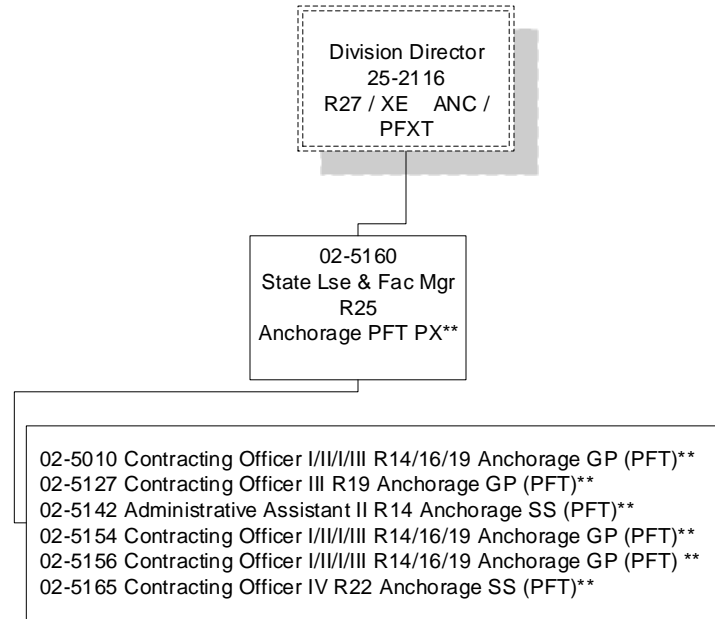 Division Director
25-2116
R27 / XE ANC /
PFXT
02-5160
State Lse & Fac Mgr
R25
Anchorage PFT PX**
02-5010 Contracting Officer I/II/I/III R14/16/19 Anchorage GP (PFT)**
02-5127 Contracting Officer III R19 Anchorage GP (PFT)**
02-5142 Administrative Assistant II R14 Anchorage SS (PFT)**
02-5154 Contracting Officer I/II/I/III R14/16/19 Anchorage GP (PFT)**
02-5156 Contracting Officer I/II/I/III R14/16/19 Anchorage GP (PFT) **
02-5165 Contracting Officer IV R22 Anchorage SS (PFT)**